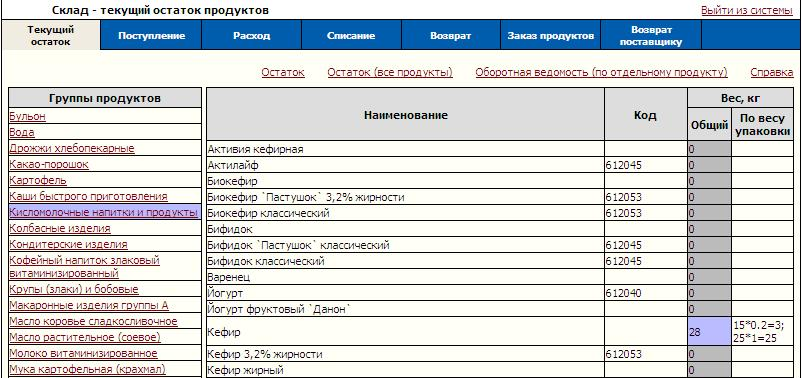 Склад - текущий остаток продуктов
Выйти из системы
Текущий остаток
Поступление
Расход
Списание
Возврат
Заказ продуктов
Возврат поставщику
Остаток
Остаток (все продукты)
Оборотная ведомость (по отдельному продукту)
Справка
Группы продуктов
Бульон
Вода
Дрожжи хлебопекарные
Какао-порошок
Картофель
Каши быстрого приготовления
Кисломолочные напитки и продукты
Колбасные изделия
Кондитерские изделия
Кофейный напиток злаковый
витаминизированный
Крупы (злаки) и бобовые
Макаронные изделия группы А
Масло коровье сладкосливочное
Масло растительное (соевое)
Молоко витаминизированное
Мука картофельная (крахмал)
Наименование
Код
Вес, кг
Общий
По весу
упаковки
Активия кефирная 0
Актилайф 612045 0
Биокефир 0
Биокефир `Пастушок` 3,2% жирности 612053 0
Биокефир классический 612053 0
Бифидок 0
Бифидок `Пастушок` классический 612045 0
Бифидок классический 612045 0
Варенец 0
Йогурт 612040 0
Йогурт фруктовый `Данон` 0
Кефир 28 15*0.2=3;
25*1=25
Кефир 3,2% жирности 612053 0
Кефир жирный 0